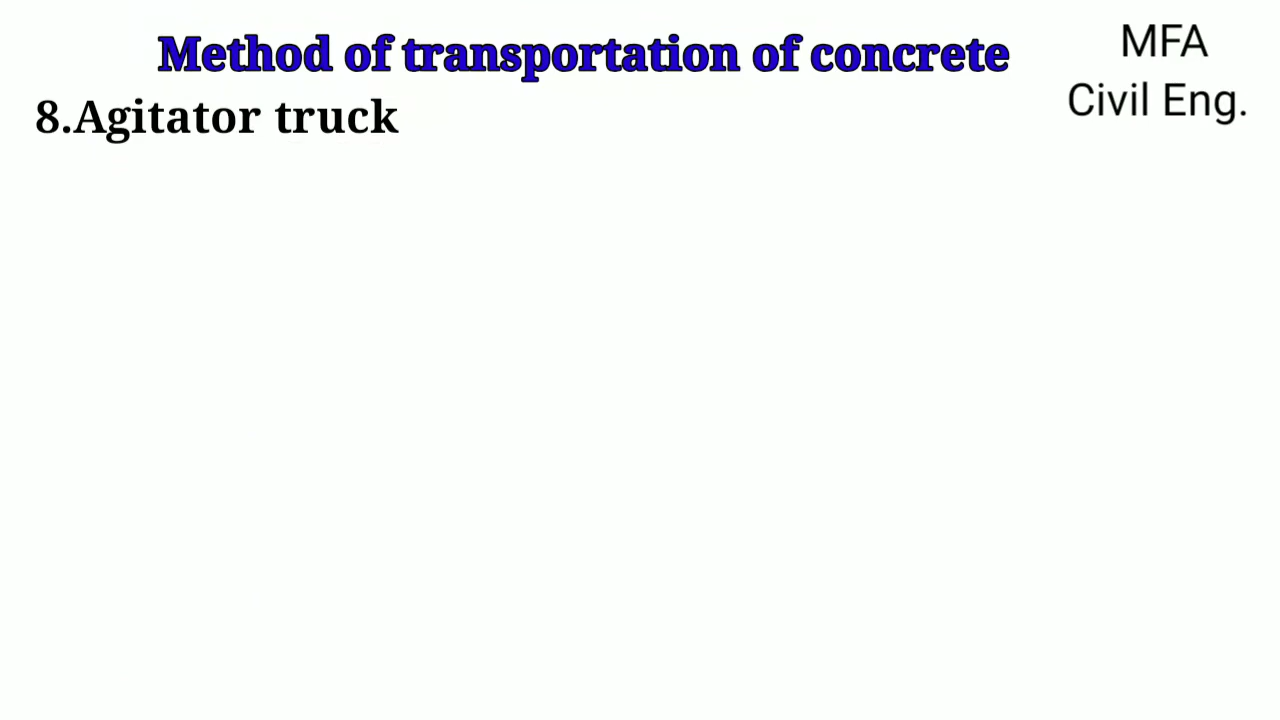 Method of transportation of concrete
MFA
Civil Eng.
8.Agitator truck